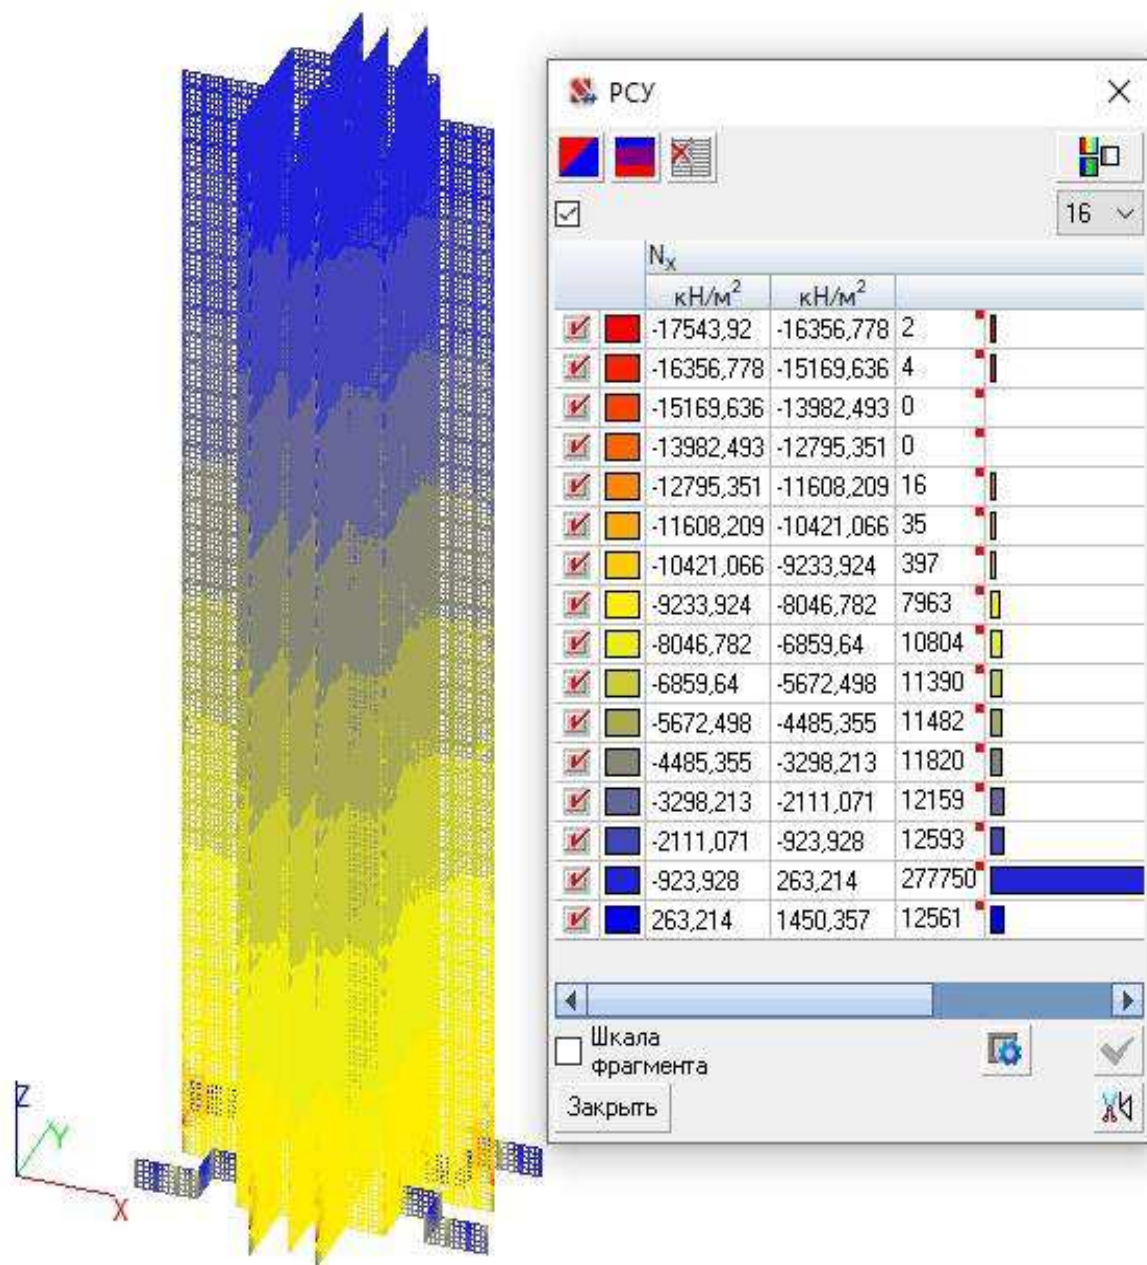 РСУ
16
Nx
кН/м² кН/м²
-17543,92 -16356,778 2
-16356,778 -15169,636 4
-15169,636 -13982,493 0
-13982,493 -12795,351 0
-12795,351 -11608,209 16
-11608,209 -10421,066 35
-10421,066 -9233,924 397
-9233,924 -8046,782 7963
-8046,782 -6859,64 10804
-6859,64 -5672,498 11390
-5672,498 -4485,355 11482
-4485,355 -3298,213 11820
-3298,213 -2111,071 12159
-2111,071 -923,928 12593
-923,928 263,214 277750
263,214 1450,357 12561
Шкала
фрагмента
Закрыть
Z
Y
X